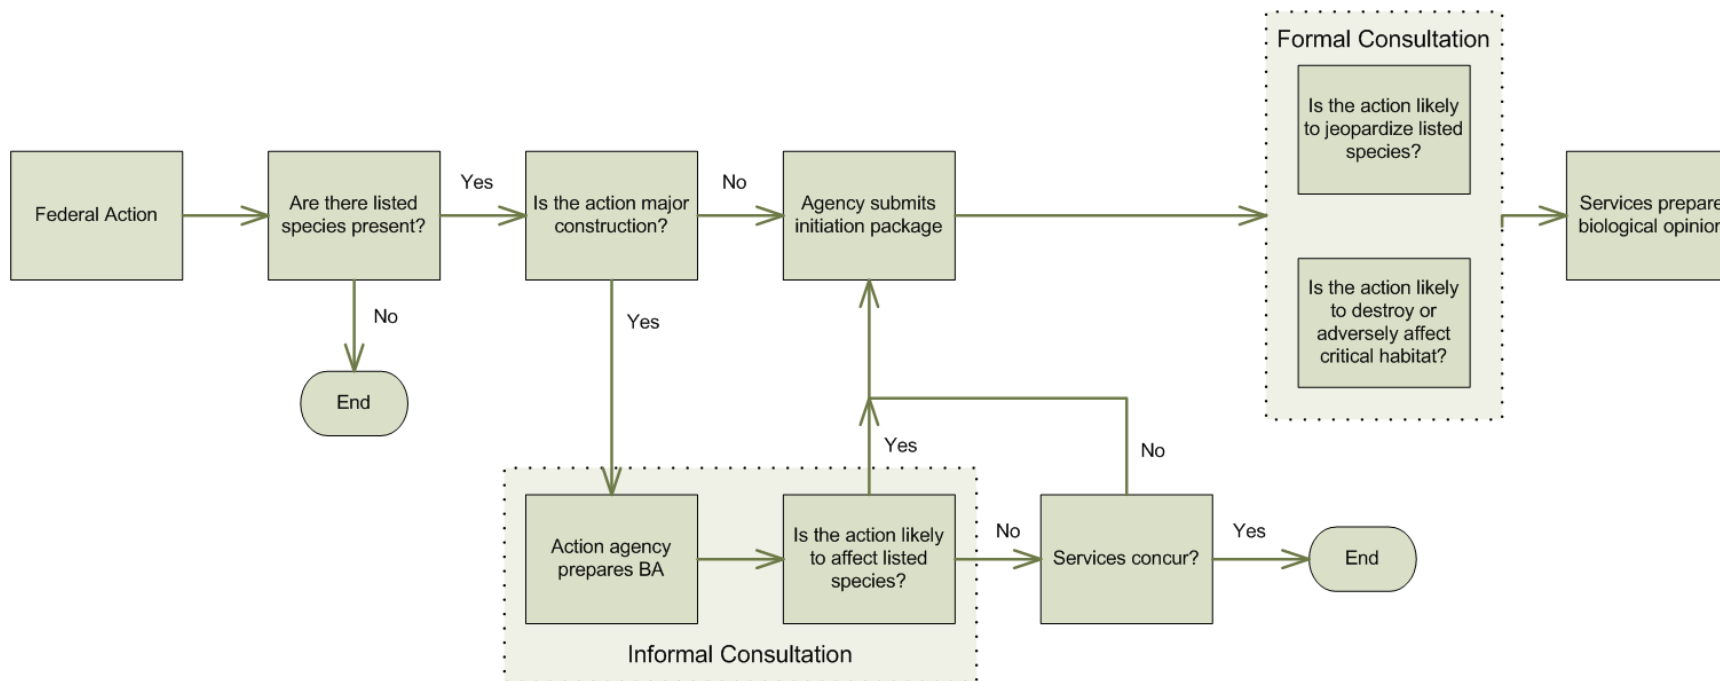 Formal Consultation
Is the action likely
to jeopardize listed
species?
Federal Action
Are there listed
species present?
Yes
Is the action major
construction?
No
Agency submits
initiation package
Services prepare
biological opinion
Is the action likely
to destroy or
adversely affect
critical habitat?
No
Yes
End
Yes
No
Action agency
prepares BA
Is the action likely
to affect listed
species?
No
Services concur?
Yes
End
Informal Consultation